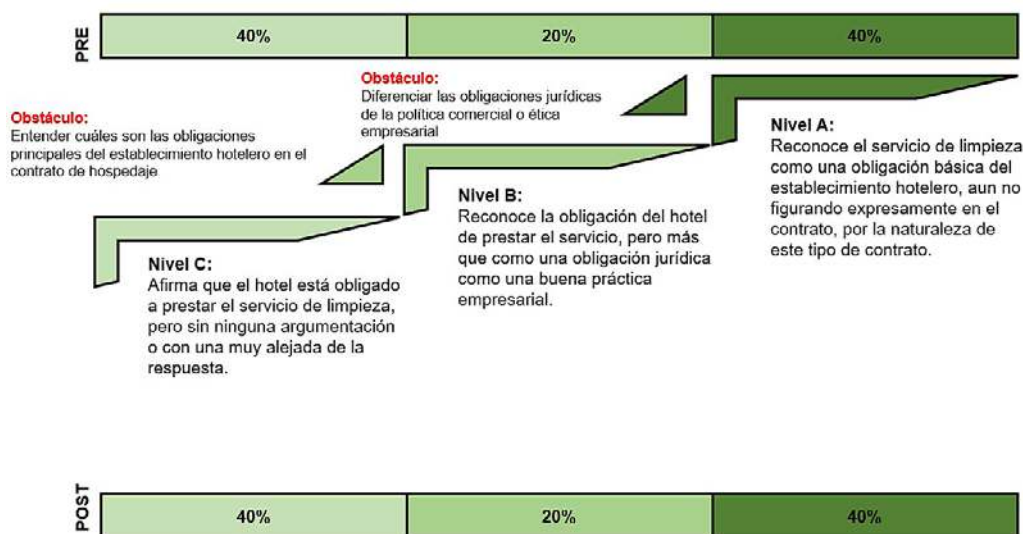 PRE
40%
20%
40%
Obstáculo:
Entender cuáles son las obligaciones
principales del establecimiento hotelero en el
contrato de hospedaje
Obstáculo:
Diferenciar las obligaciones jurídicas
de la política comercial o ética
empresarial
Nivel C:
Afirma que el hotel está obligado
a prestar el servicio de limpieza,
pero sin ninguna argumentación
o con una muy alejada de la
respuesta.
Nivel B:
Reconoce la obligación del hotel
de prestar el servicio, pero más
que como una obligación jurídica
como una buena práctica
empresarial.
Nivel A:
Reconoce el servicio de limpieza
como una obligación básica del
establecimiento hotelero, aun no
figurando expresamente en el
contrato, por la naturaleza de
este tipo de contrato.
POST
40%
20%
40%